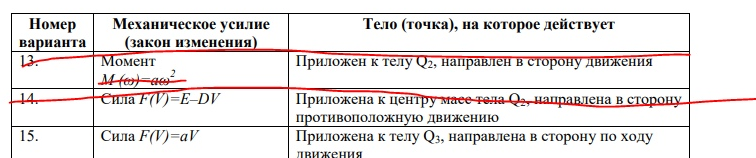 Номер варианта Механическое усилие (закон изменения) Тело (точка), на которое действует
13. Момент Приложен к телу Q₂, направлен в сторону движения
M (ω)=aω²
14. Сила F(V)=E–DV Приложена к центру масс тела Q₂, направлена в сторону
противоположную движению
15. Сила F(V)=aV Приложена к телу Q₃, направлена в сторону по ходу
движения